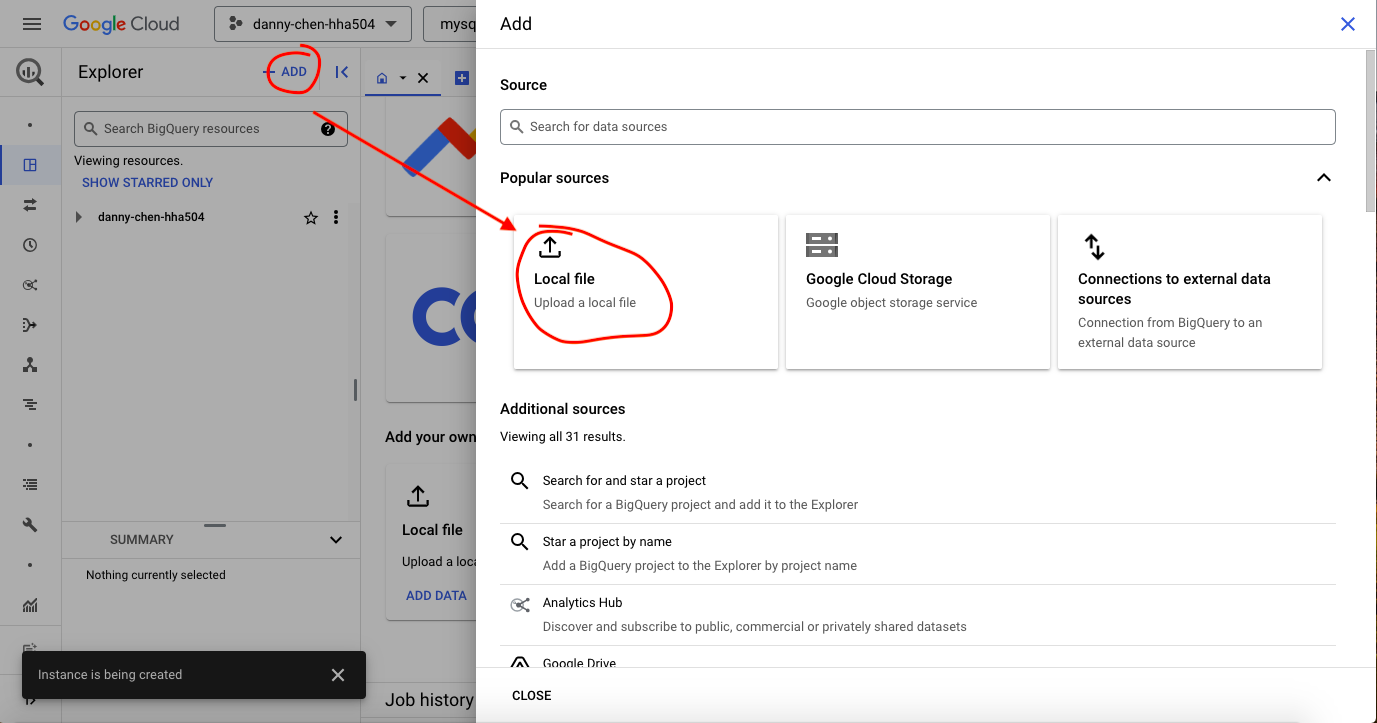 Google Cloud
danny-chen-hha504
mysq
Explorer
ADD
Search BigQuery resources
Viewing resources.
SHOW STARRED ONLY
danny-chen-hha504
SUMMARY
Nothing currently selected
Add your own
Local file
Upload a loca
ADD DATA
Job history
Instance is being created
Add
Source
Search for data sources
Popular sources
Local file
Upload a local file
Google Cloud Storage
Google object storage service
Connections to external data
sources
Connection from BigQuery to an
external data source
Additional sources
Viewing all 31 results.
Search for and star a project
Search for a BigQuery project and add it to the Explorer
Star a project by name
Add a BigQuery project to the Explorer by project name
Analytics Hub
Discover and subscribe to public, commercial or privately shared datasets
Google Drive
CLOSE